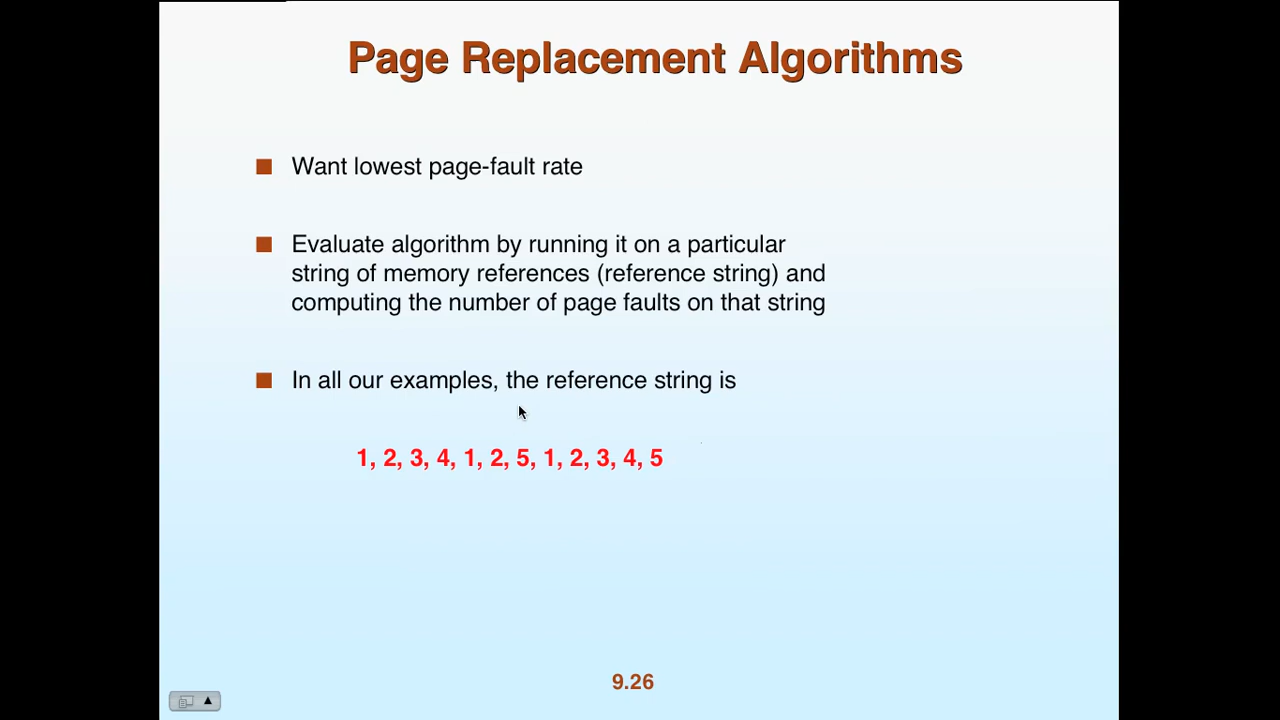 Page Replacement Algorithms
Want lowest page-fault rate
Evaluate algorithm by running it on a particular
string of memory references (reference string) and
computing the number of page faults on that string
In all our examples, the reference string is
1, 2, 3, 4, 1, 2, 5, 1, 2, 3, 4, 5
9.26